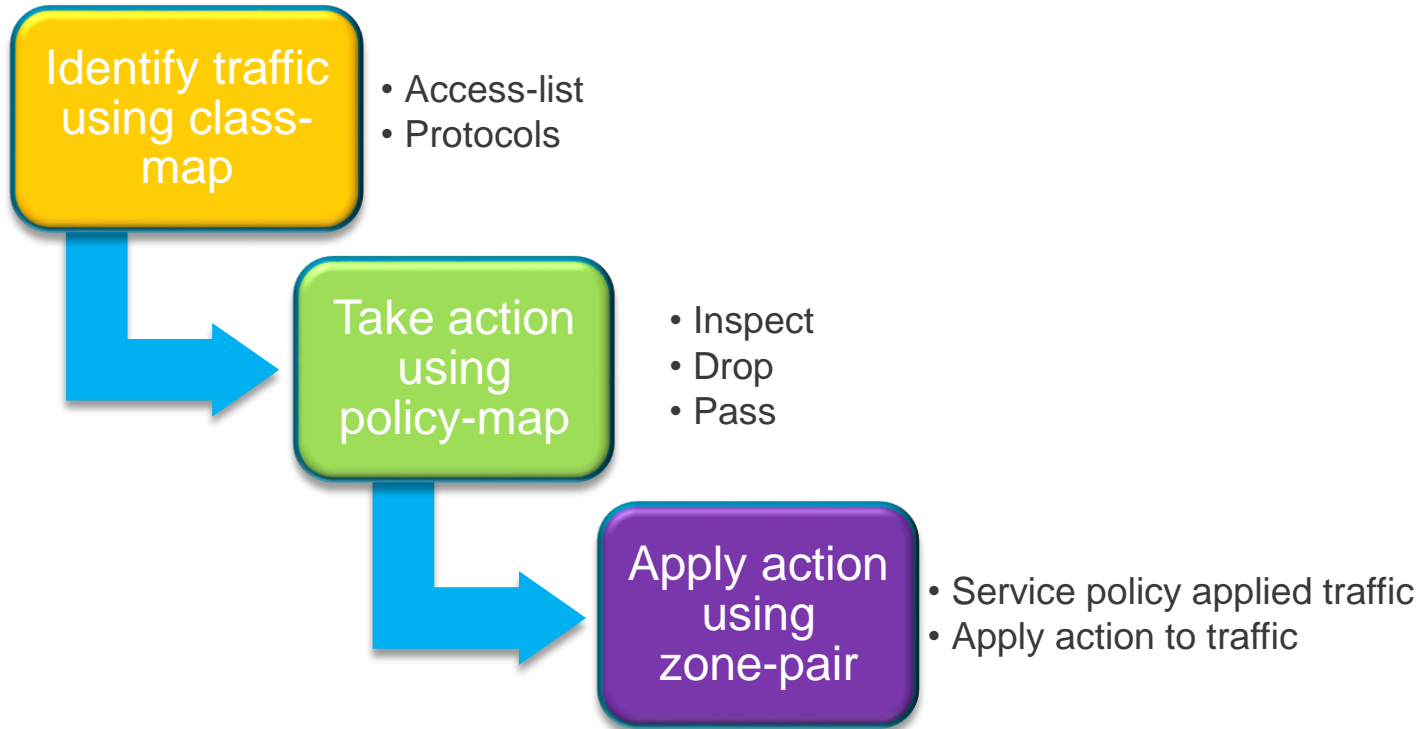 Identify traffic
using class-
map
• Access-list
• Protocols
Take action
using
policy-map
• Inspect
• Drop
• Pass
Apply action
using
zone-pair
• Service policy applied traffic
• Apply action to traffic